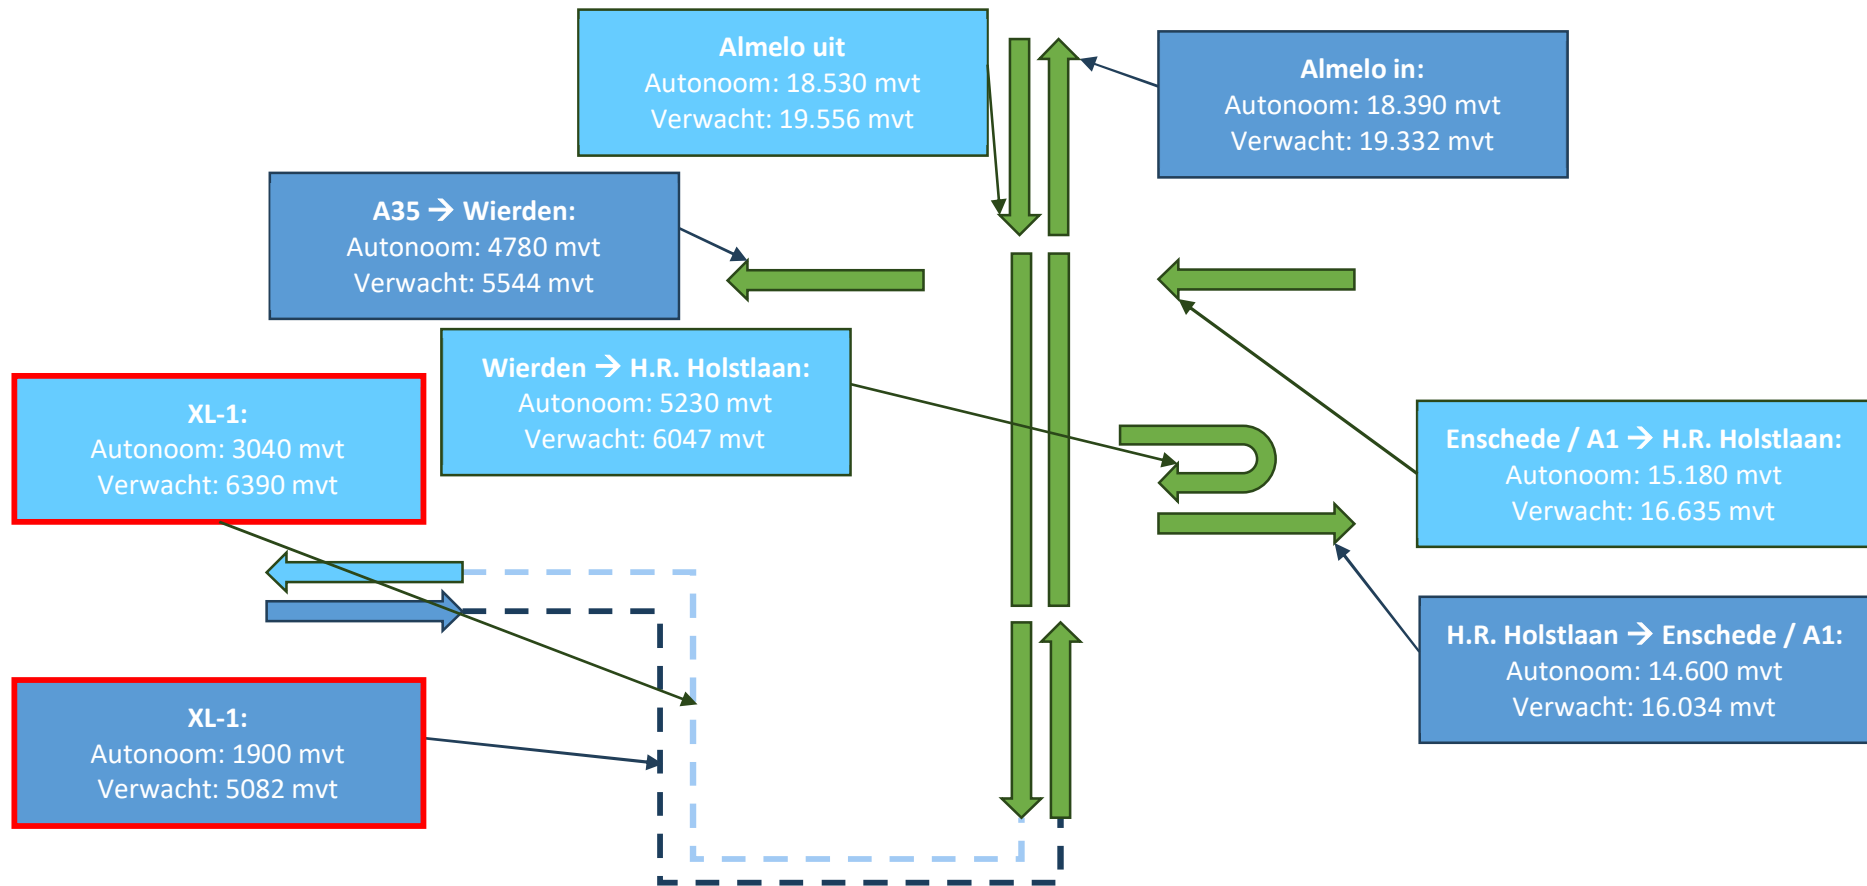 Almelo uit
Autonoom: 18.530 mvt
Verwacht: 19.556 mvt
Almelo in:
Autonoom: 18.390 mvt
Verwacht: 19.332 mvt
A35 → Wierden:
Autonoom: 4780 mvt
Verwacht: 5544 mvt
Wierden → H.R. Holstlaan:
Autonoom: 5230 mvt
Verwacht: 6047 mvt
XL-1:
Autonoom: 3040 mvt
Verwacht: 6390 mvt
Enschede / A1 → H.R. Holstlaan:
Autonoom: 15.180 mvt
Verwacht: 16.635 mvt
H.R. Holstlaan → Enschede / A1:
Autonoom: 14.600 mvt
Verwacht: 16.034 mvt
XL-1:
Autonoom: 1900 mvt
Verwacht: 5082 mvt